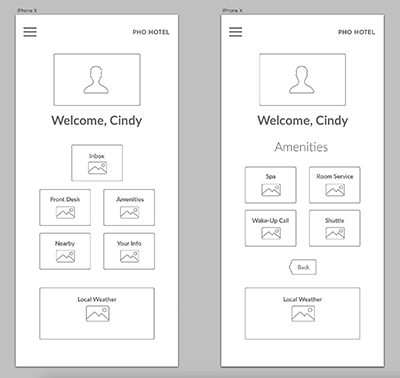 iPhone X
PHO HOTEL
Welcome, Cindy
Inbox
Front Desk
Amenities
Nearby
Your Info
Local Weather
iPhone X
PHO HOTEL
Welcome, Cindy
Amenities
Spa
Room Service
Wake-Up Call
Shuttle
Back
Local Weather